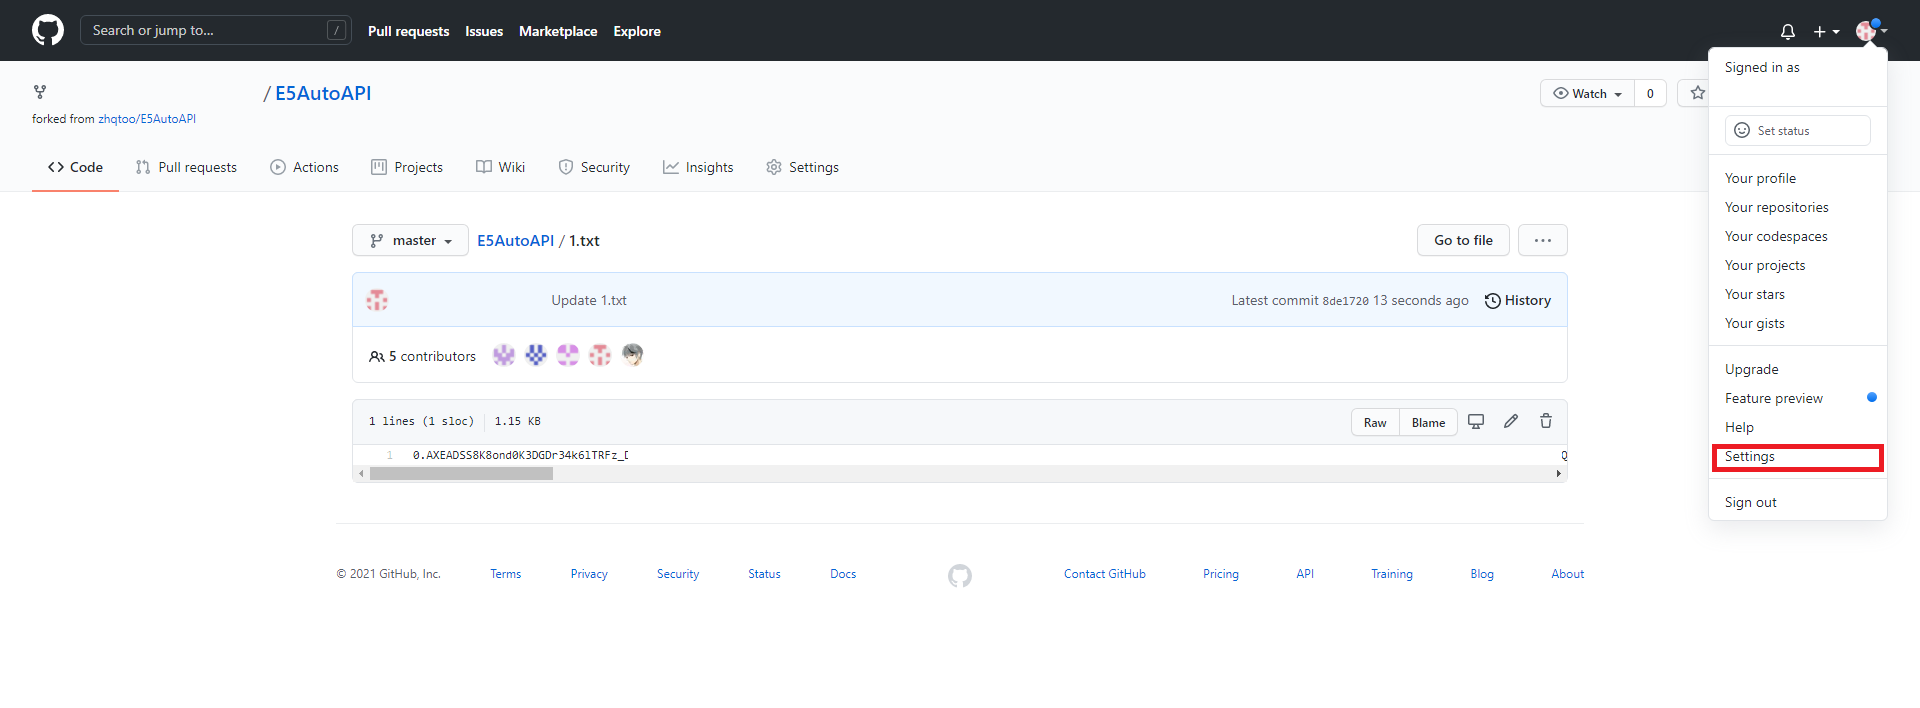 Search or jump to...
/
Pull requests
Issues
Marketplace
Explore
/ E5AutoAPI
forked from zhqtoo/E5AutoAPI
Watch
0
Code
Pull requests
Actions
Projects
Wiki
Security
Insights
Settings
master
E5AutoAPI / 1.txt
Go to file
Update 1.txt
Latest commit 8de1720 13 seconds ago
History
5 contributors
1 lines (1 sloc)
1.15 KB
Raw
Blame
1
0.AXEADSS8K8ond0K3DGDr34k6lTRFz_D
Q
Signed in as
Set status
Your profile
Your repositories
Your codespaces
Your projects
Your stars
Your gists
Upgrade
Feature preview
Help
Settings
Sign out
© 2021 GitHub, Inc.
Terms
Privacy
Security
Status
Docs
Contact GitHub
Pricing
API
Training
Blog
About